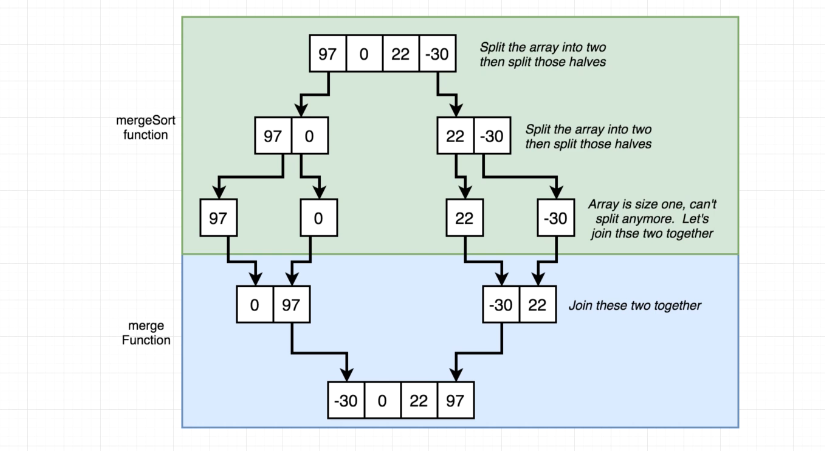 97 0 22 -30
Split the array into two
then split those halves
mergeSort
function
97 0
22 -30
Split the array into two
then split those halves
97
0
22
-30
Array is size one, can't
split anymore. Let's
join thse two together
0 97
-30 22
Join these two together
merge
Function
-30 0 22 97